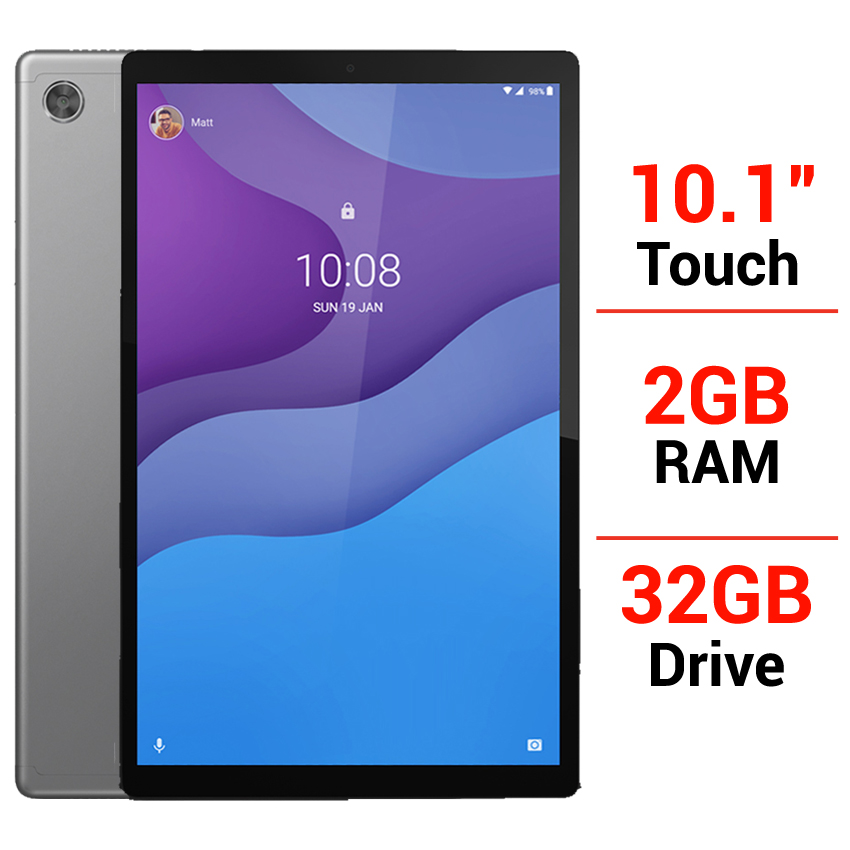 98%
Matt
10:08
SUN 19 JAN
10.1"
Touch
2GB
RAM
32GB
Drive